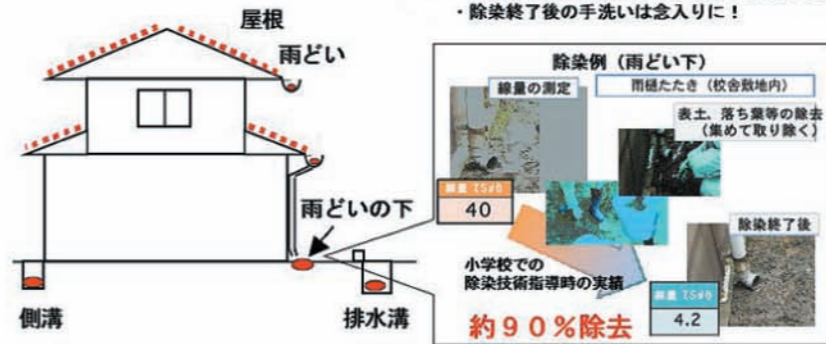 ・除染終了後の手洗いは念入りに！
屋根
雨どい
雨どいの下
側溝
排水溝
除染例（雨どい下）
線量の測定
雨樋たたき（校舎敷地内）
表土、落ち葉等の除去
（集めて取り除く）
線量
40
除染終了後
小学校での
除染技術指導時の実績
線量
4.2
約９０％除去